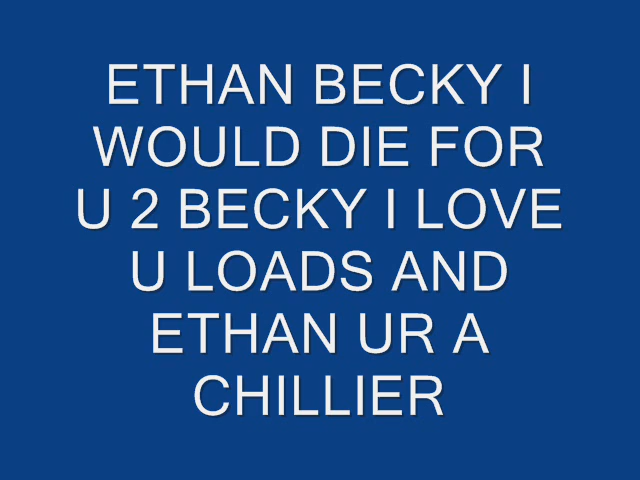 ETHAN BECKY I
WOULD DIE FOR
U 2 BECKY I LOVE
U LOADS AND
ETHAN UR A
CHILLIER